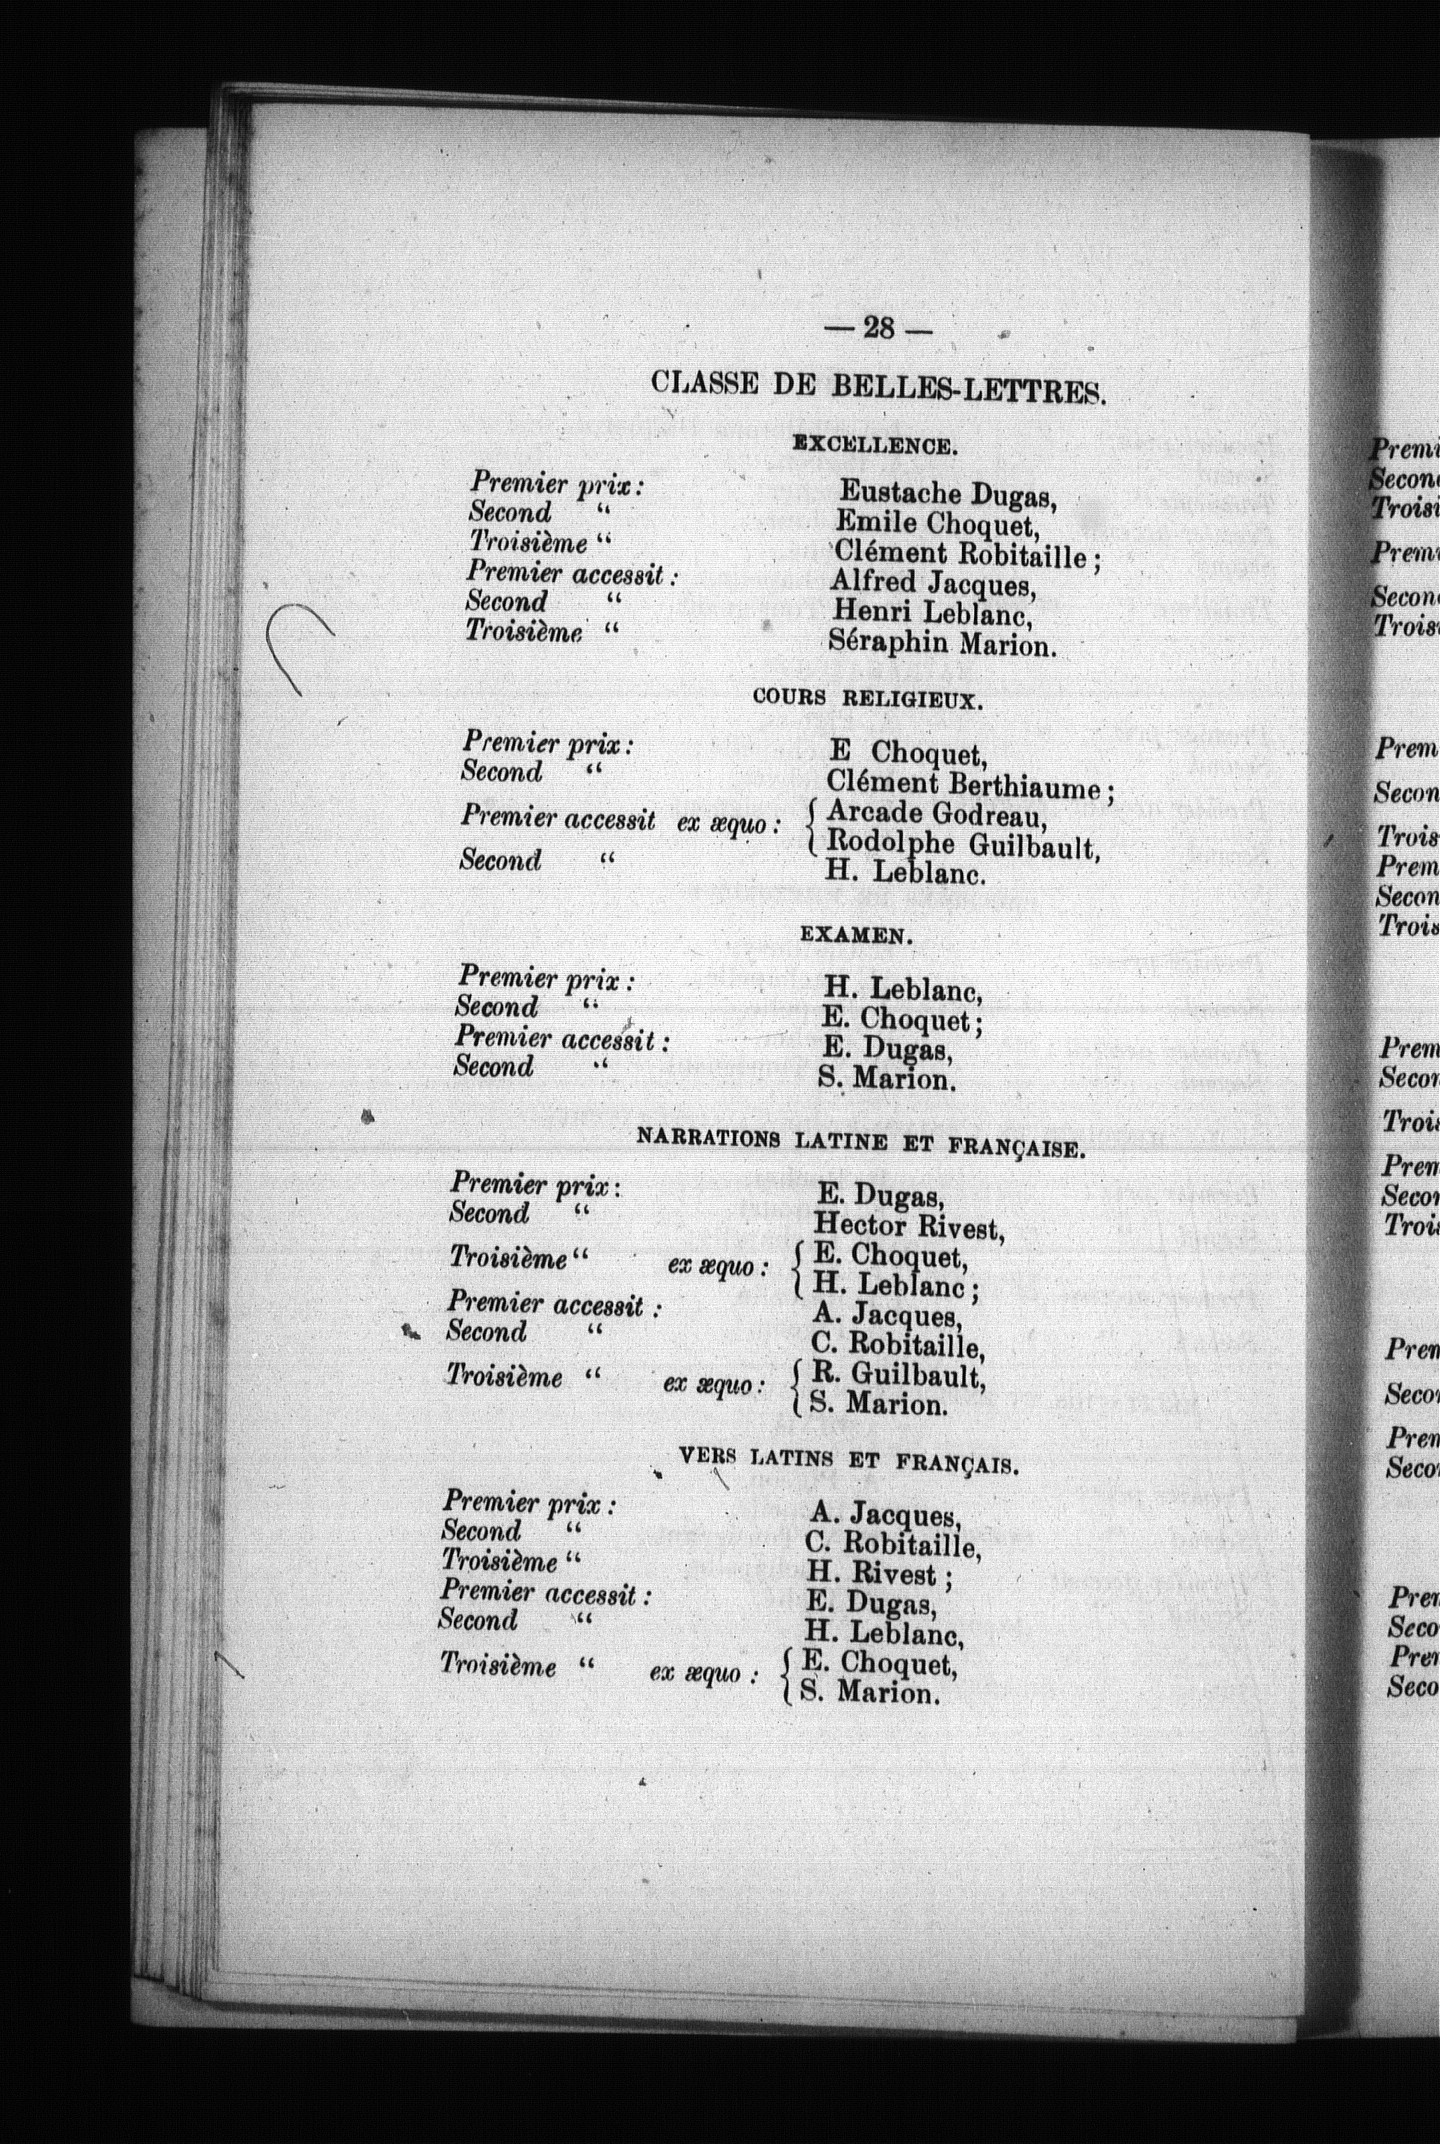 — 28 —
CLASSE DE BELLES-LETTRES.
EXCELLENCE.
Premier prix : Eustache Dugas,
Second “ Emile Choquet,
Troisième “ Clément Robitaille ;
Premier accessit : Alfred Jacques,
Second “ Henri Leblanc,
Troisième “ Séraphin Marion.
COURS RELIGIEUX.
Premier prix : E Choquet,
Second “ Clément Berthiaume ;
Premier accessit ex æquo : { Arcade Godreau,
Rodolphe Guilbault,
Second “ H. Leblanc.
EXAMEN.
Premier prix : H. Leblanc,
Second “ E. Choquet ;
Premier accessit : E. Dugas,
Second “ S. Marion.
NARRATIONS LATINE ET FRANÇAISE.
Premier prix : E. Dugas,
Second “ Hector Rivest,
Troisième “ ex æquo : { E. Choquet,
H. Leblanc ;
Premier accessit : A. Jacques,
Second “ C. Robitaille,
Troisième “ ex æquo : { R. Guilbault,
S. Marion.
VERS LATINS ET FRANÇAIS.
Premier prix : A. Jacques,
Second “ C. Robitaille,
Troisième “ H. Rivest ;
Premier accessit : E. Dugas,
Second “ H. Leblanc,
Troisième “ ex æquo : { E. Choquet,
S. Marion.